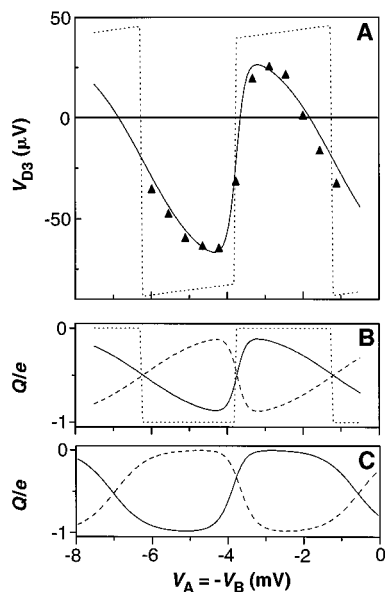 50
A
0
V_D3 (μV)
-50
0
B
Q/e
-1
0
C
Q/e
-1
-8 -6 -4 -2 0
V_A = -V_B (mV)